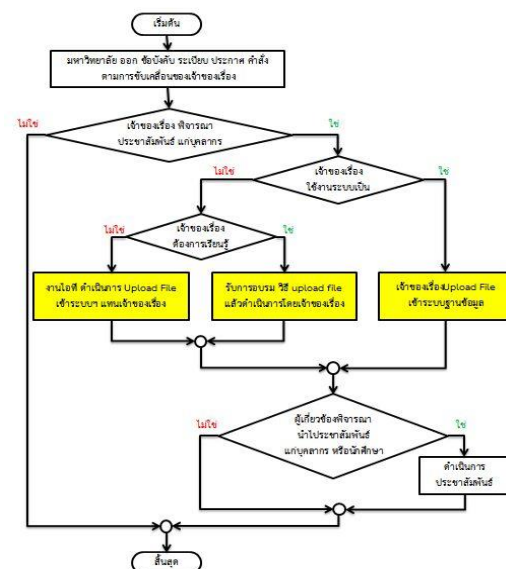 เริ่มต้น
มหาวิทยาลัย ออก ข้อบังคับ ระเบียบ ประกาศ คำสั่ง
ตามการขับเคลื่อนของเจ้าของเรื่อง
ไม่ใช่
เจ้าของเรื่อง พิจารณา
ประชาสัมพันธ์ แก่บุคลากร
ใช่
ไม่ใช่
เจ้าของเรื่อง
ใช้งานระบบเป็น
ใช่
ไม่ใช่
เจ้าของเรื่อง
ต้องการเรียนรู้
ใช่
งานไอที ดำเนินการ Upload File
เข้าระบบฯ แทนเจ้าของเรื่อง
รับการอบรม วิธี upload file
แล้วดำเนินการโดยเจ้าของเรื่อง
เจ้าของเรื่องUpload File
เข้าระบบฐานข้อมูล
ไม่ใช่
ผู้เกี่ยวข้องพิจารณา
นำไปประชาสัมพันธ์
แก่บุคลากร หรือนักศึกษา
ใช่
ดำเนินการ
ประชาสัมพันธ์
สิ้นสุด